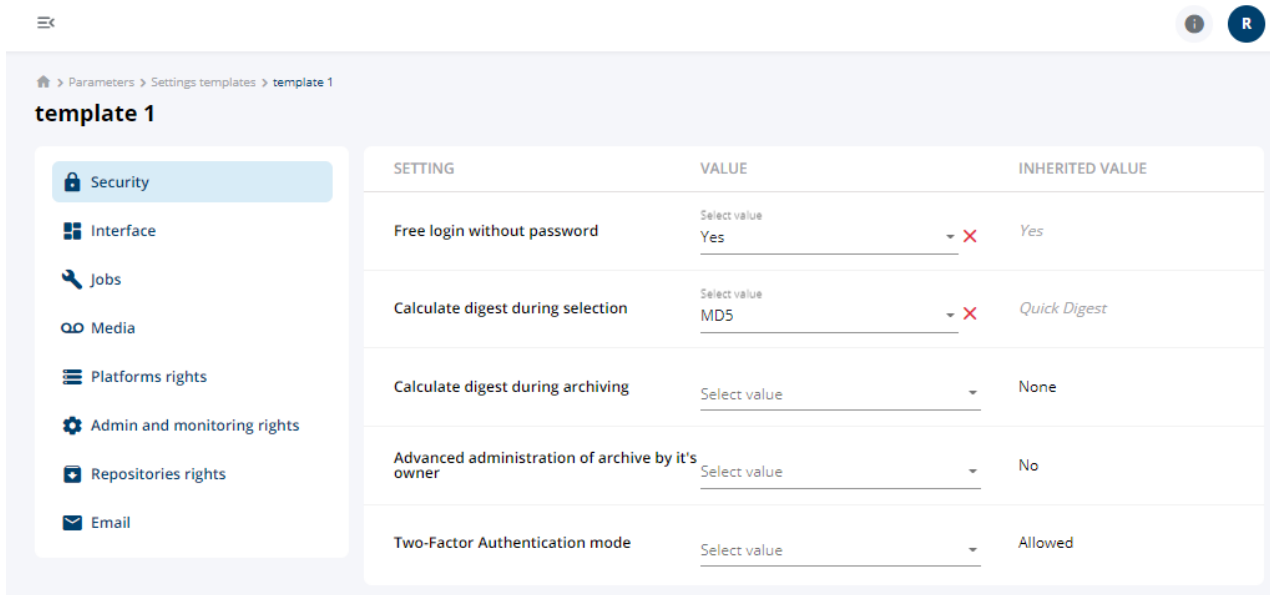 R
Parameters > Settings templates > template 1
template 1
Security
Interface
Jobs
Media
Platforms rights
Admin and monitoring rights
Repositories rights
Email
SETTING VALUE INHERITED VALUE
Free login without password Select value Yes Yes
Calculate digest during selection Select value MD5 Quick Digest
Calculate digest during archiving Select value None
Advanced administration of archive by it's
owner Select value No
Two-Factor Authentication mode Select value Allowed